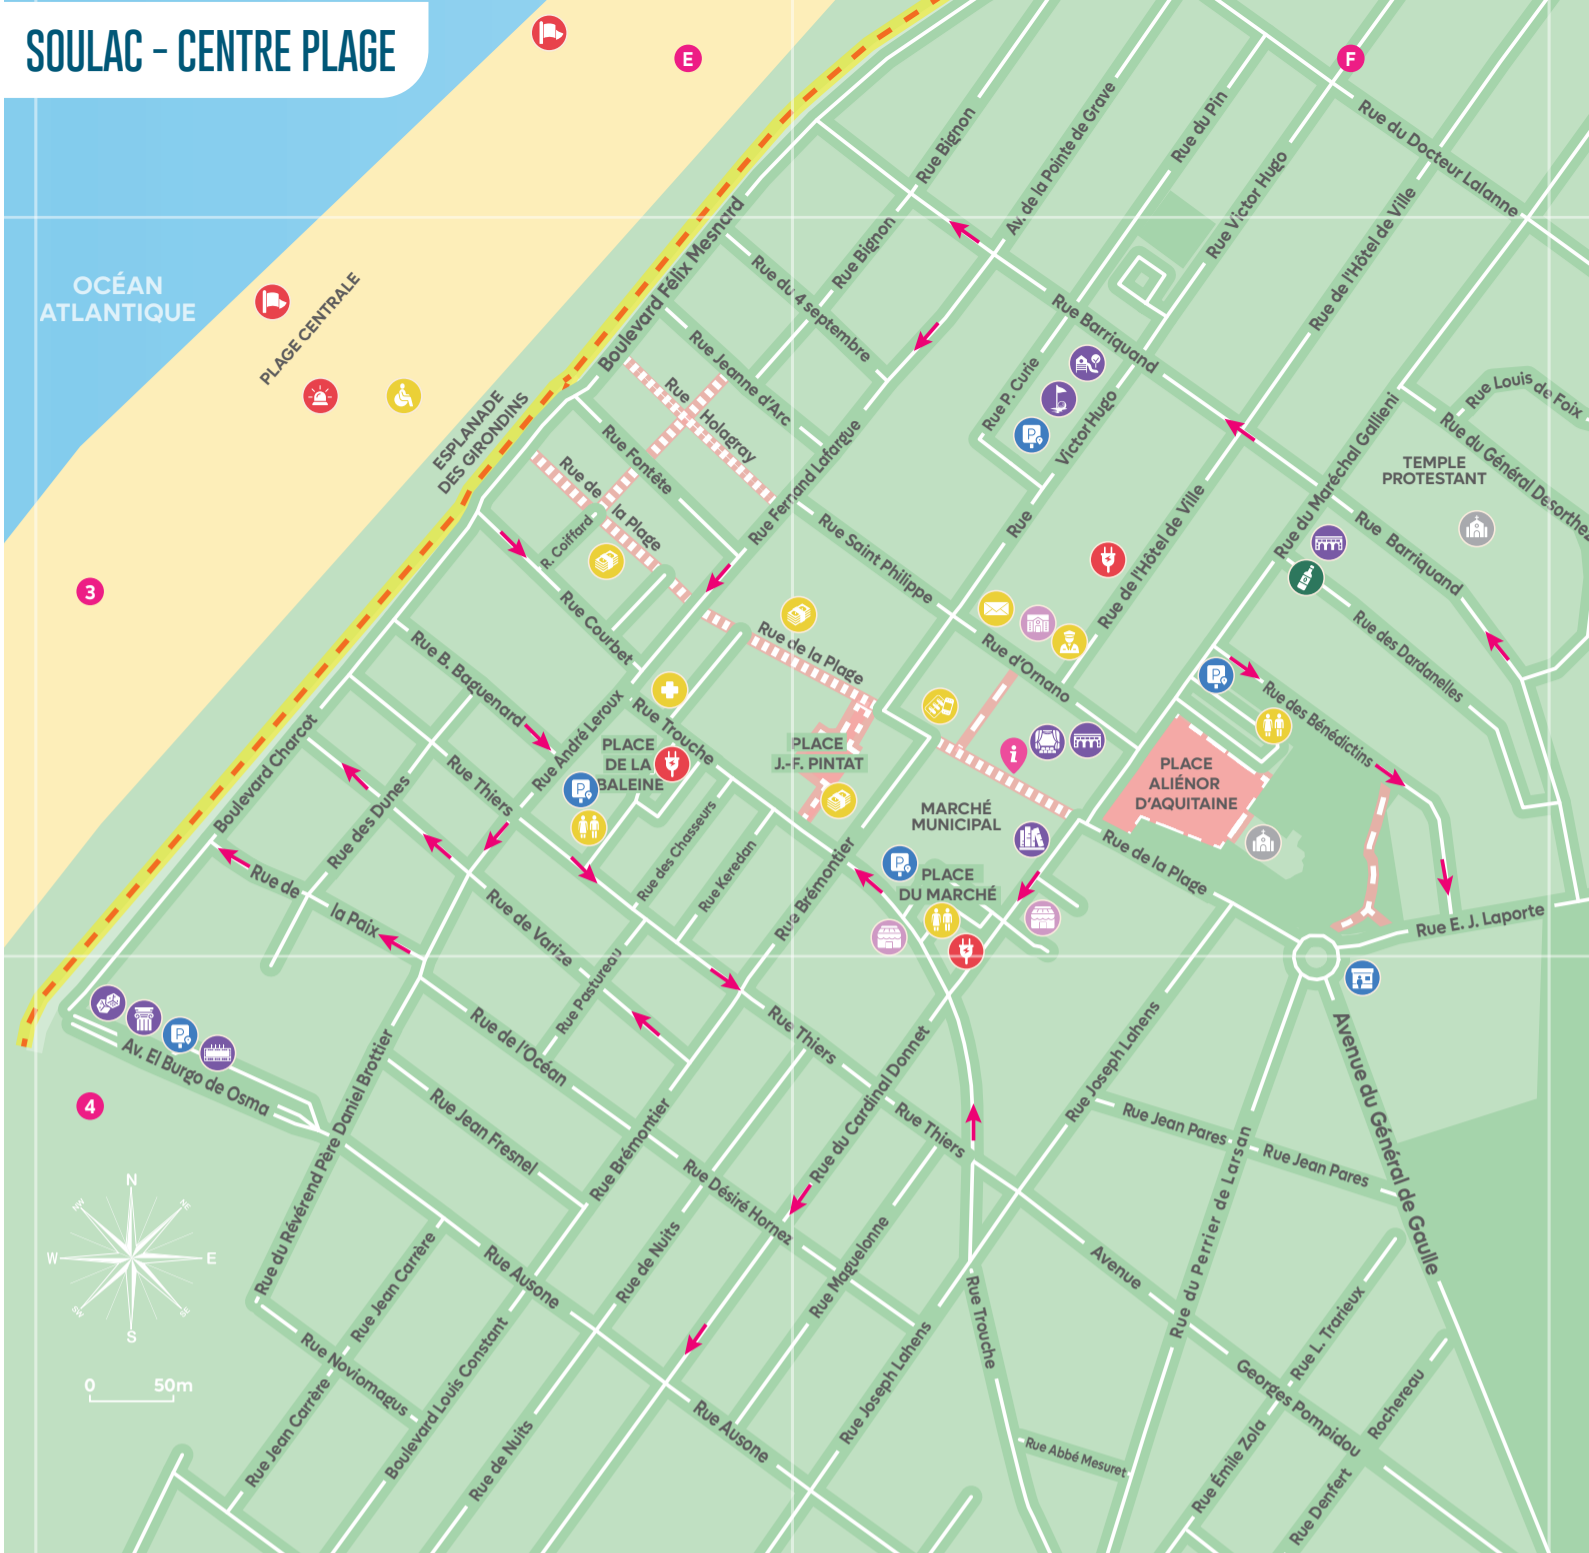 SOULAC - CENTRE PLAGE
E
F
Rue du Docteur Lalanne
Rue Bignon
Av. de la Pointe de Grave
Rue du Pin
Rue Victor Hugo
Rue de l'Hôtel de Ville
OCÉAN
ATLANTIQUE
PLAGE CENTRALE
Boulevard Félix Mesnard
Rue Bignon
Rue du 4 septembre
Rue Barriquand
Rue Jeanne d'Arc
Rue P. Curie
Victor Hugo
Rue
Rue Louis de Foix
Rue du Général Desorthez
TEMPLE
PROTESTANT
Rue du Maréchal Gallieni
Rue Barriquand
ESPLANADE
DES GIRONDINS
Rue Holagray
Rue Fontête
Rue de
la Plage
R. Coiffard
Rue Fernand Lafargue
Rue Saint Philippe
Rue de l'Hôtel de Ville
P
3
Rue Courbet
Rue B. Baguenard
Rue de la Plage
Rue d'Ornano
Rue des Dardanelles
Rue des Bénédictins
P
Boulevard Charcot
Rue André Leroux
Rue Trouche
PLACE
DE LA
BALEINE
P
PLACE
J.-F. PINTAT
i
PLACE
ALIÉNOR
D'AQUITAINE
Rue Thiers
Rue des Dunes
Rue des Chasseurs
Rue Keredan
MARCHÉ
MUNICIPAL
PLACE
DU MARCHÉ
P
Rue de la Plage
Rue E. J. Laporte
Rue de
la Paix
Rue de Varize
Rue Pastureau
Rue Brémontier
P
Av. El Burgo de Osma
4
Rue de l'Océan
Rue Thiers
Rue du Cardinal Donnet
Rue Thiers
Rue Joseph Lahens
Avenue du Général de Gaulle
Rue du Révérend Père Daniel Brottier
Rue Jean Fresnel
Rue Brémontier
Rue Désiré Hornez
Rue Jean Pares
Rue Jean Pares
Rue du Perrier de Larsan
N
NE
E
SE
S
SW
W
NW
Rue Jean Carrère
Rue Ausone
Rue de Nuits
Rue Maguelonne
Rue Trouche
Avenue
Georges Pompidou
Rue L. Trarieux
0
50m
Rue Noviomagus
Rue Jean Carrère
Boulevard Louis Constant
Rue de Nuits
Rue Ausone
Rue Joseph Lahens
Rue Abbé Mesuret
Rue Émile Zola
Rue Denfert
Rochereau